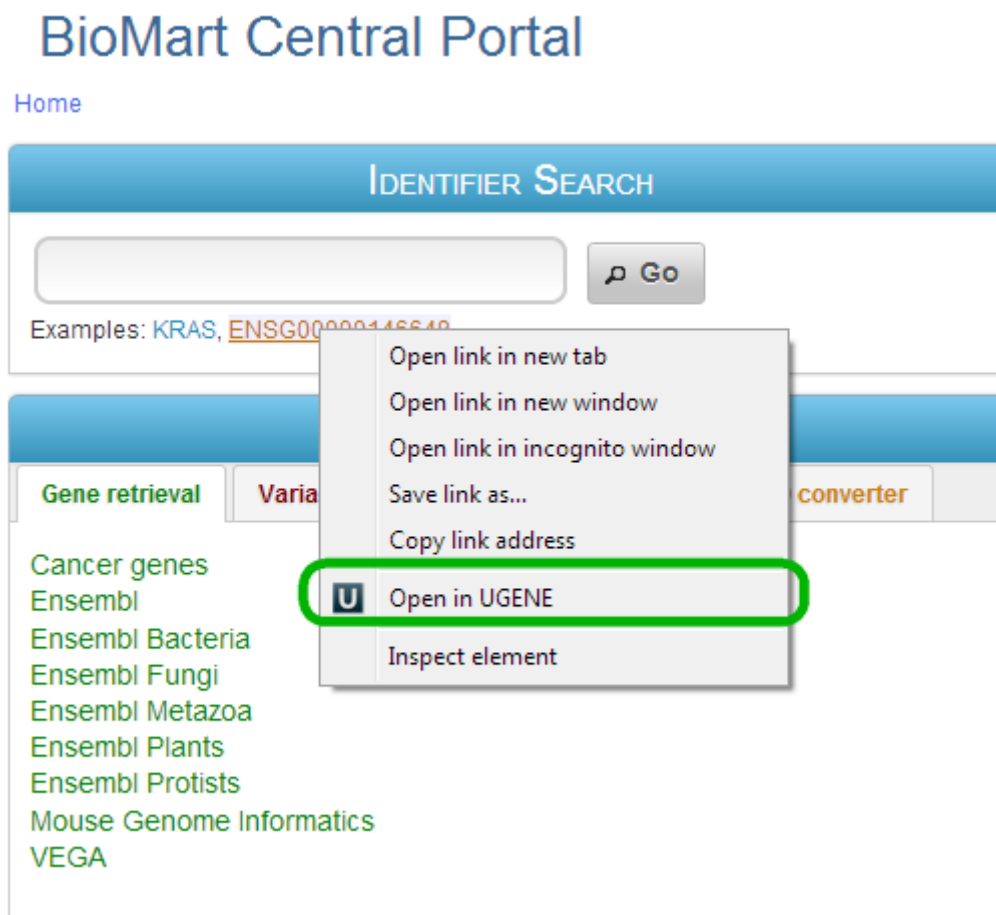 BioMart Central Portal
Home
IDENTIFIER SEARCH
Go
Examples: KRAS, ENSG00000146648
Open link in new tab
Open link in new window
Open link in incognito window
Save link as...
Copy link address
U Open in UGENE
Inspect element
Gene retrieval Varia converter
Cancer genes
Ensembl
Ensembl Bacteria
Ensembl Fungi
Ensembl Metazoa
Ensembl Plants
Ensembl Protists
Mouse Genome Informatics
VEGA